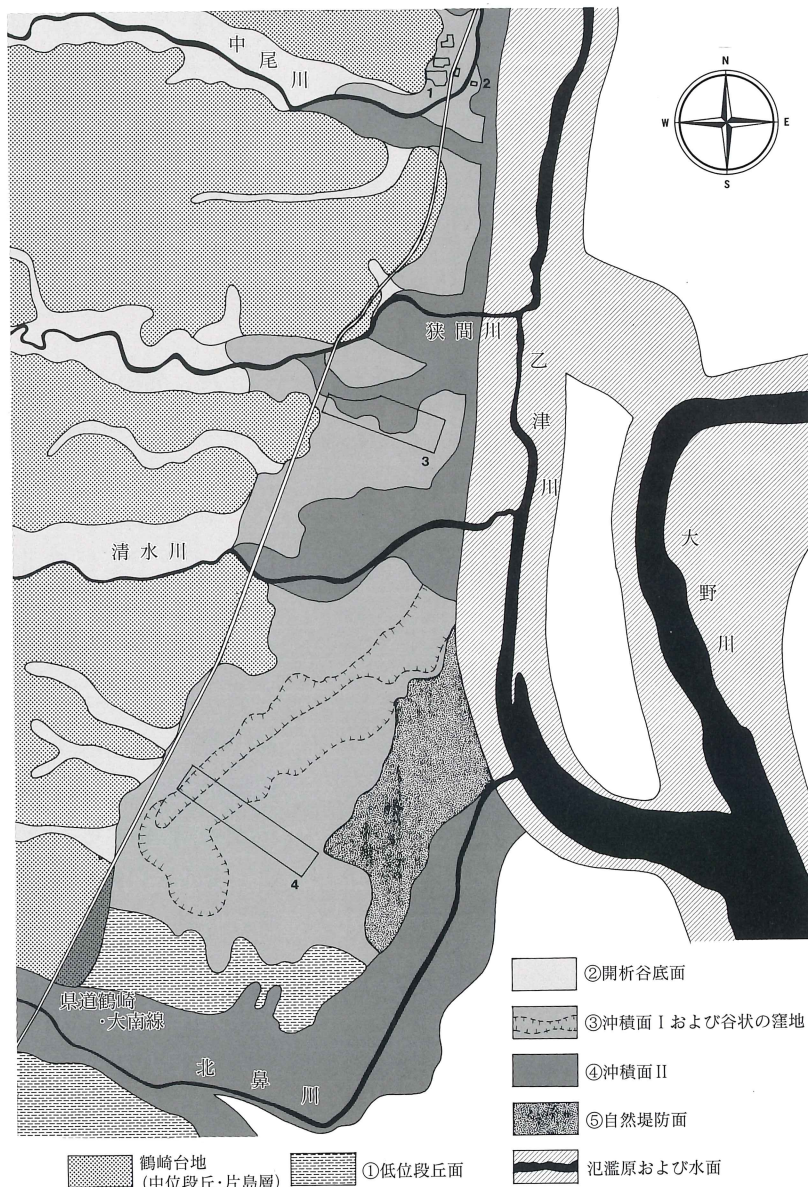 中尾川
1
2
N
W
E
S
狭間川
乙津川
3
大野川
清水川
4
県道鶴崎
・大南線
北鼻川
②開析谷底面
③沖積面Ⅰおよび谷状の窪地
④沖積面Ⅱ
⑤自然堤防面
氾濫原および水面
鶴崎台地
(中位段丘・片島層)
①低位段丘面